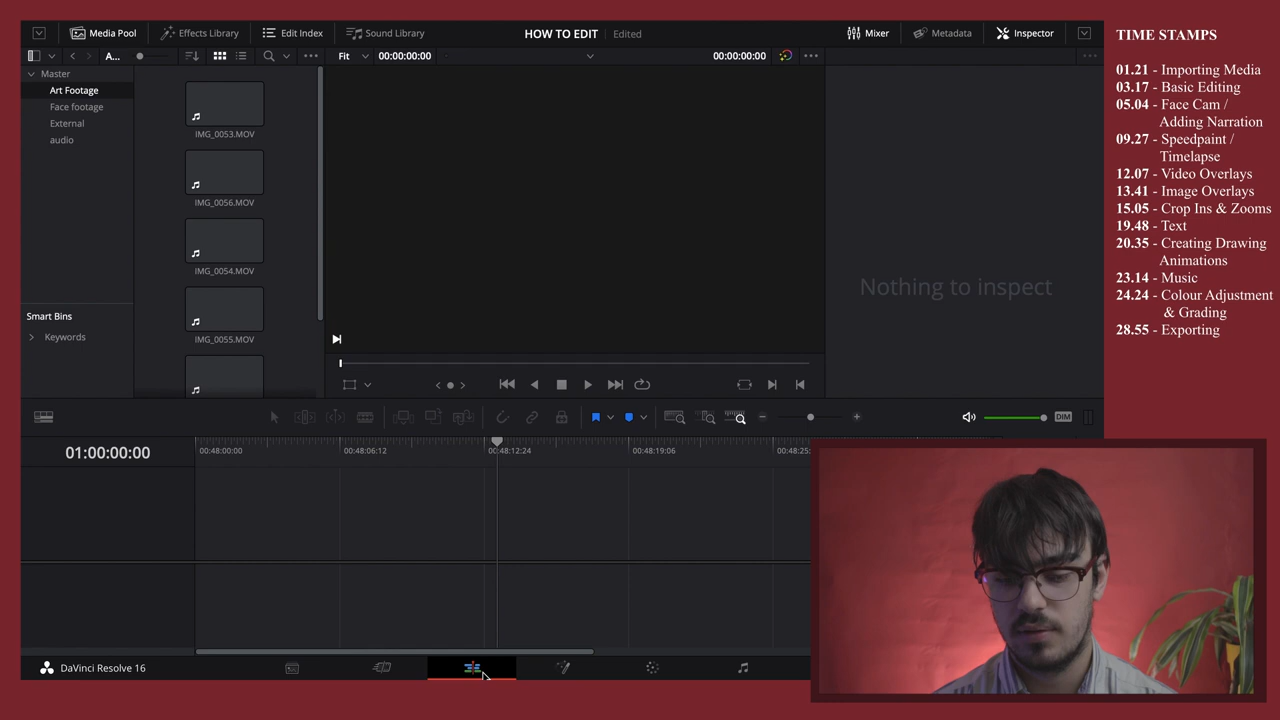 Media Pool
Effects Library
Edit Index
Sound Library
HOW TO EDIT
Edited
Mixer
Metadata
Inspector
A...
Fit
00:00:00:00
00:00:00:00
Master
Art Footage
Face footage
External
audio
IMG_0053.MOV
IMG_0056.MOV
IMG_0054.MOV
IMG_0055.MOV
Smart Bins
Keywords
Nothing to inspect
DIM
01:00:00:00
00:48:00:00
00:48:06:12
00:48:12:24
00:48:19:06
00:48:25:
DaVinci Resolve 16
TIME STAMPS
01.21 - Importing Media
03.17 - Basic Editing
05.04 - Face Cam /
Adding Narration
09.27 - Speedpaint /
Timelapse
12.07 - Video Overlays
13.41 - Image Overlays
15.05 - Crop Ins & Zooms
19.48 - Text
20.35 - Creating Drawing
Animations
23.14 - Music
24.24 - Colour Adjustment
& Grading
28.55 - Exporting